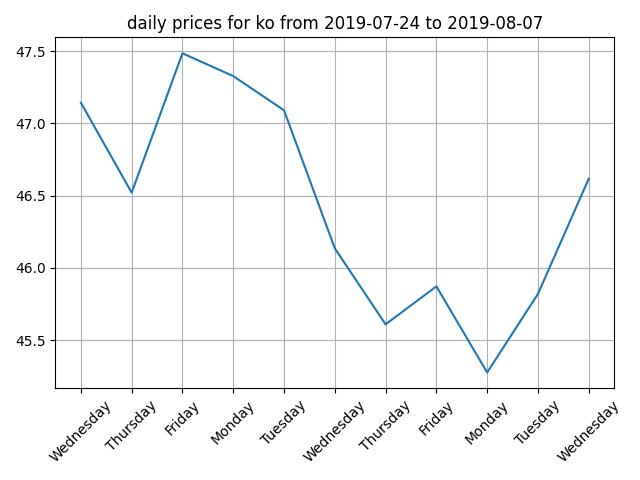 daily prices for ko from 2019-07-24 to 2019-08-07
47.5
47.0
46.5
46.0
45.5
Wednesday
Thursday
Friday
Monday
Tuesday
Wednesday
Thursday
Friday
Monday
Tuesday
Wednesday